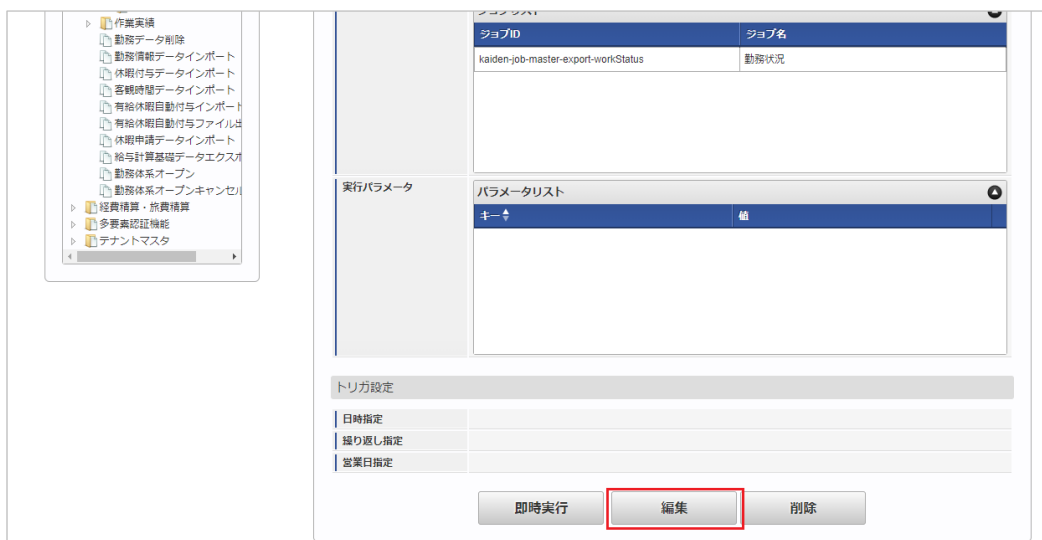 作業実績
勤務データ削除
勤務情報データインポート
休暇付与データインポート
客観時間データインポート
有給休暇自動付与インポート
有給休暇自動付与ファイル出
休暇申請データインポート
給与計算基礎データエクスポ
勤務体系オープン
勤務体系オープンキャンセル
経費精算・旅費精算
多要素認証機能
テナントマスタ
ジョブリスト
ジョブID ジョブ名
kaiden-job-master-export-workStatus 勤務状況
実行パラメータ
パラメータリスト
キー 値
トリガ設定
日時指定
繰り返し指定
営業日指定
即時実行 編集 削除